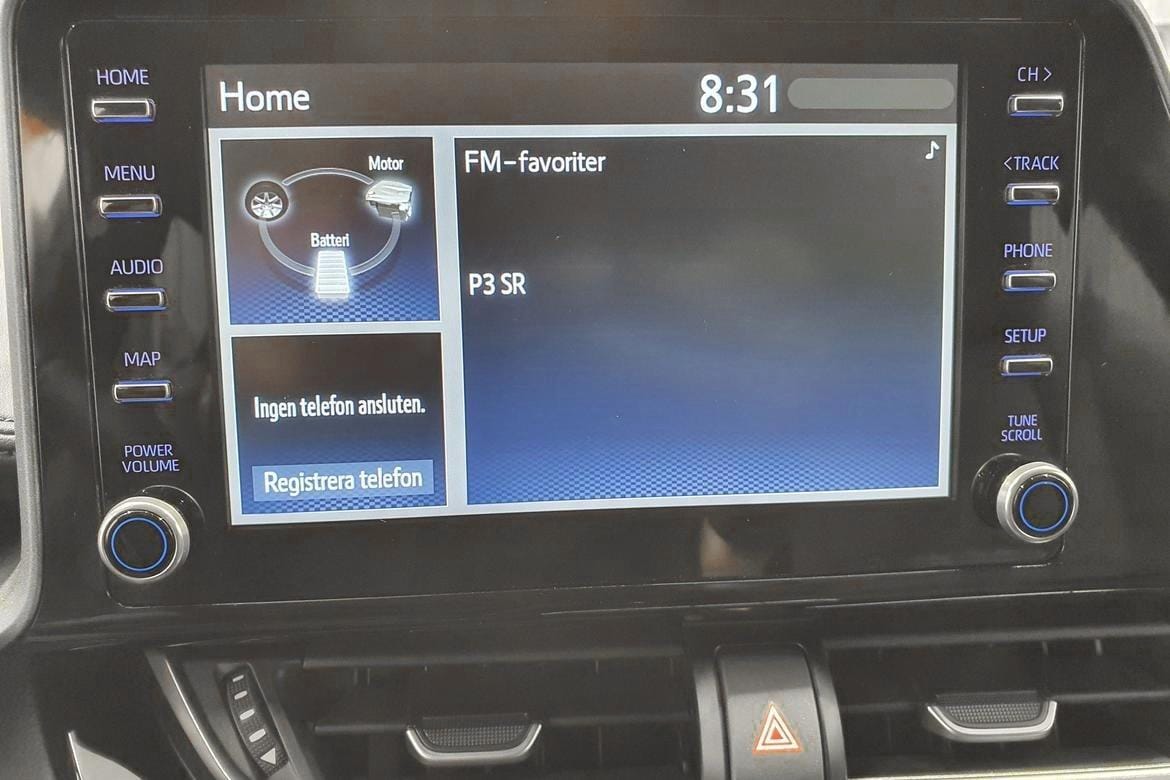 HOME
MENU
AUDIO
MAP
POWER
VOLUME
Home
8:31
Motor
Batteri
FM-favoriter
P3 SR
Ingen telefon ansluten.
Registrera telefon
CH >
<TRACK
PHONE
SETUP
TUNE
SCROLL